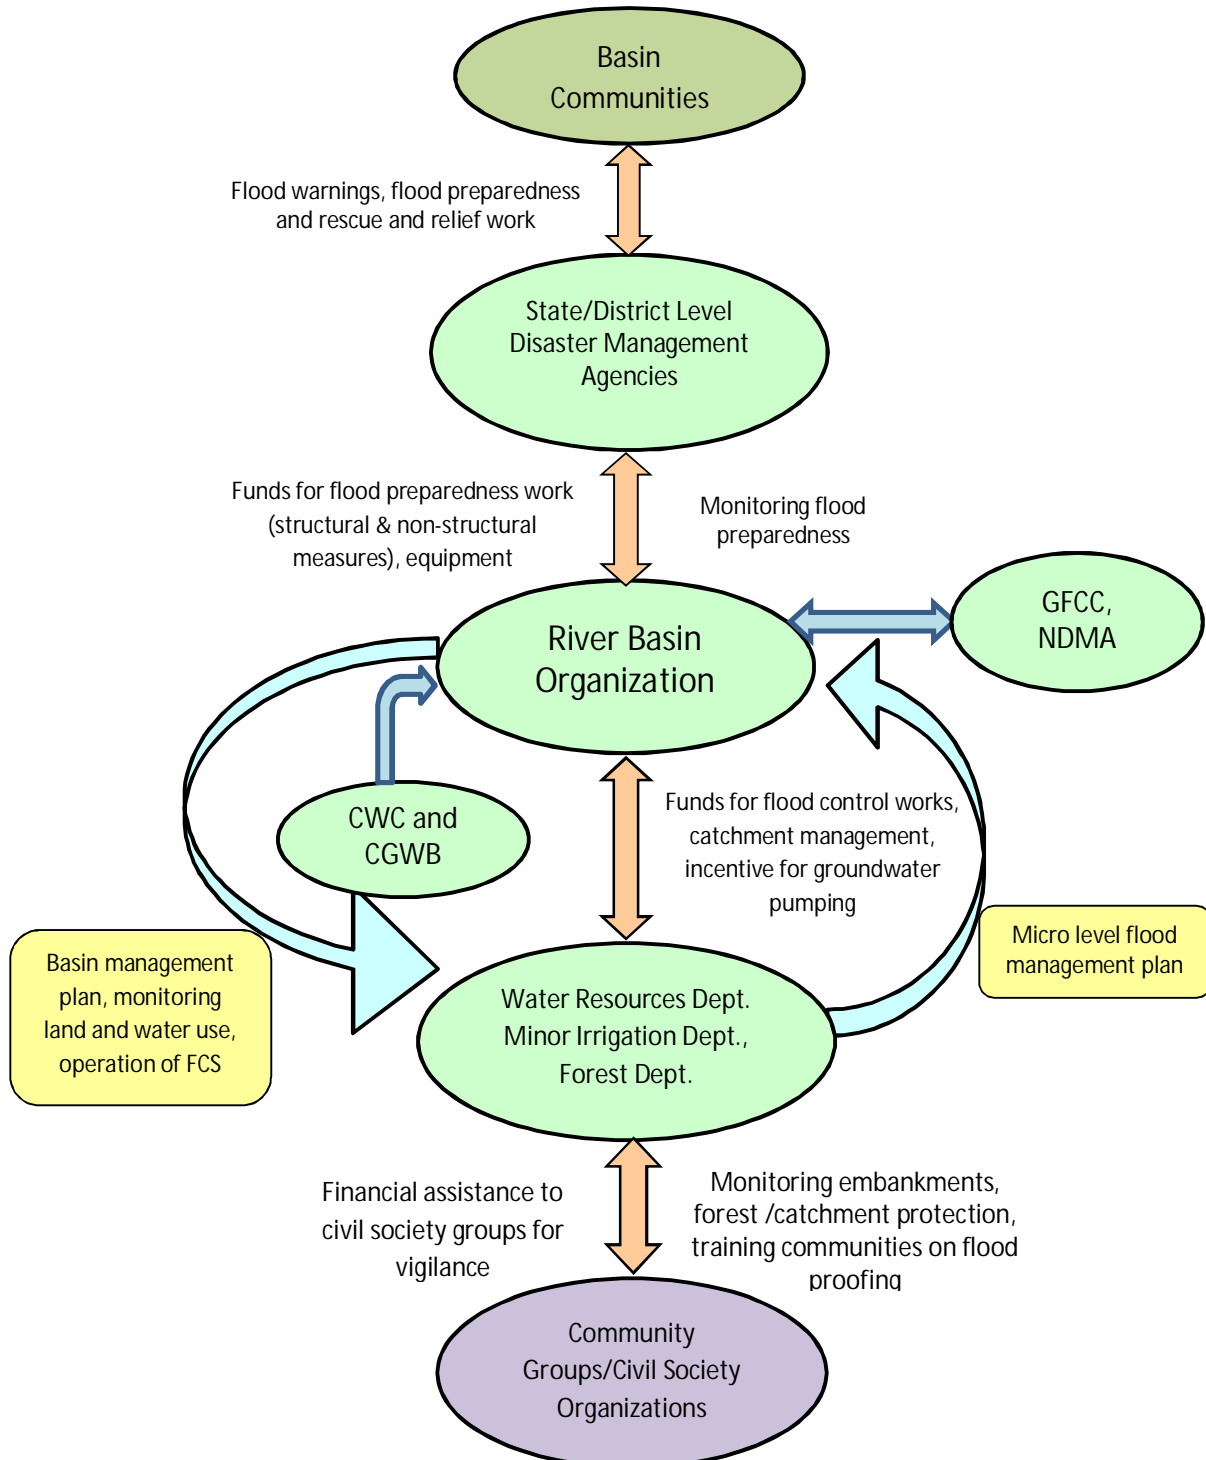 Basin
Communities
Flood warnings, flood preparedness
and rescue and relief work
State/District Level
Disaster Management
Agencies
Funds for flood preparedness work
(structural & non-structural
measures), equipment
Monitoring flood
preparedness
GFCC,
NDMA
River Basin
Organization
CWC and
CGWB
Funds for flood control works,
catchment management,
incentive for groundwater
pumping
Basin management
plan, monitoring
land and water use,
operation of FCS
Micro level flood
management plan
Water Resources Dept.
Minor Irrigation Dept.,
Forest Dept.
Financial assistance to
civil society groups for
vigilance
Monitoring embankments,
forest /catchment protection,
training communities on flood
proofing
Community
Groups/Civil Society
Organizations